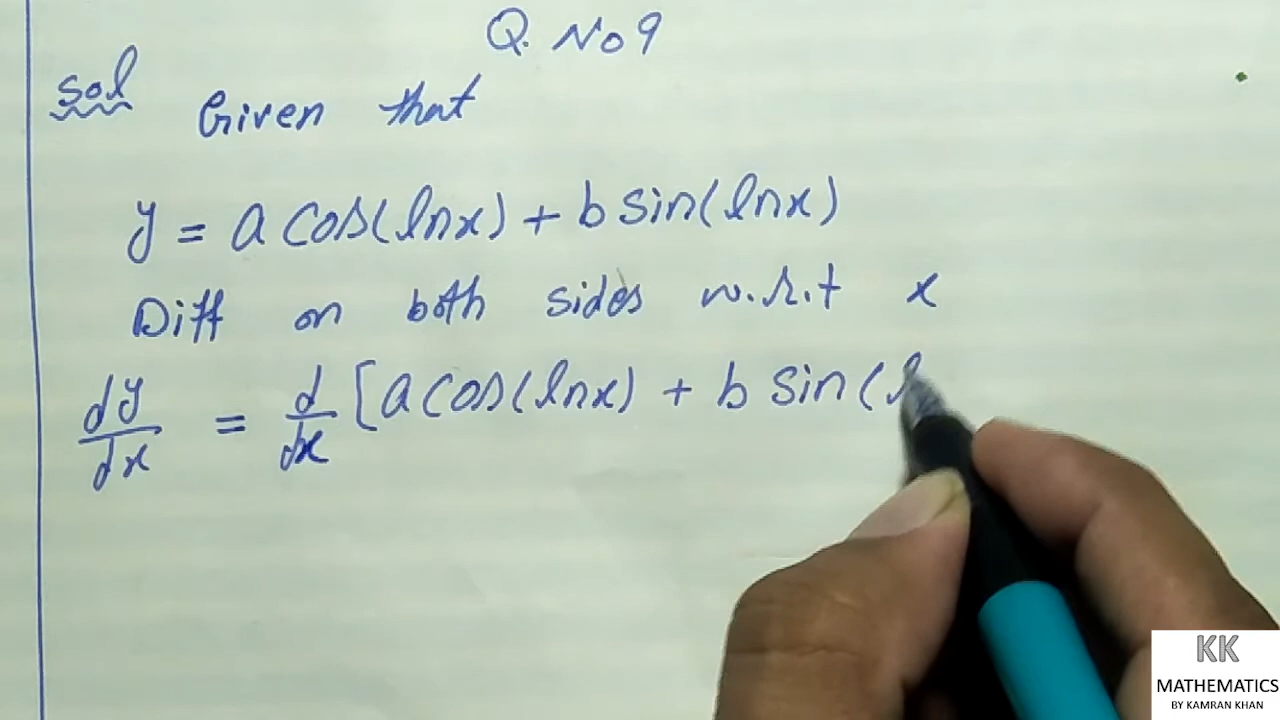 Q. No 9
Sol Given that
y = a cos(lnx) + b sin(lnx)
Diff on both sides w.r.t x
dy/dx = d/dx [a cos(lnx) + b sin(l
KK
MATHEMATICS
BY KAMRAN KHAN